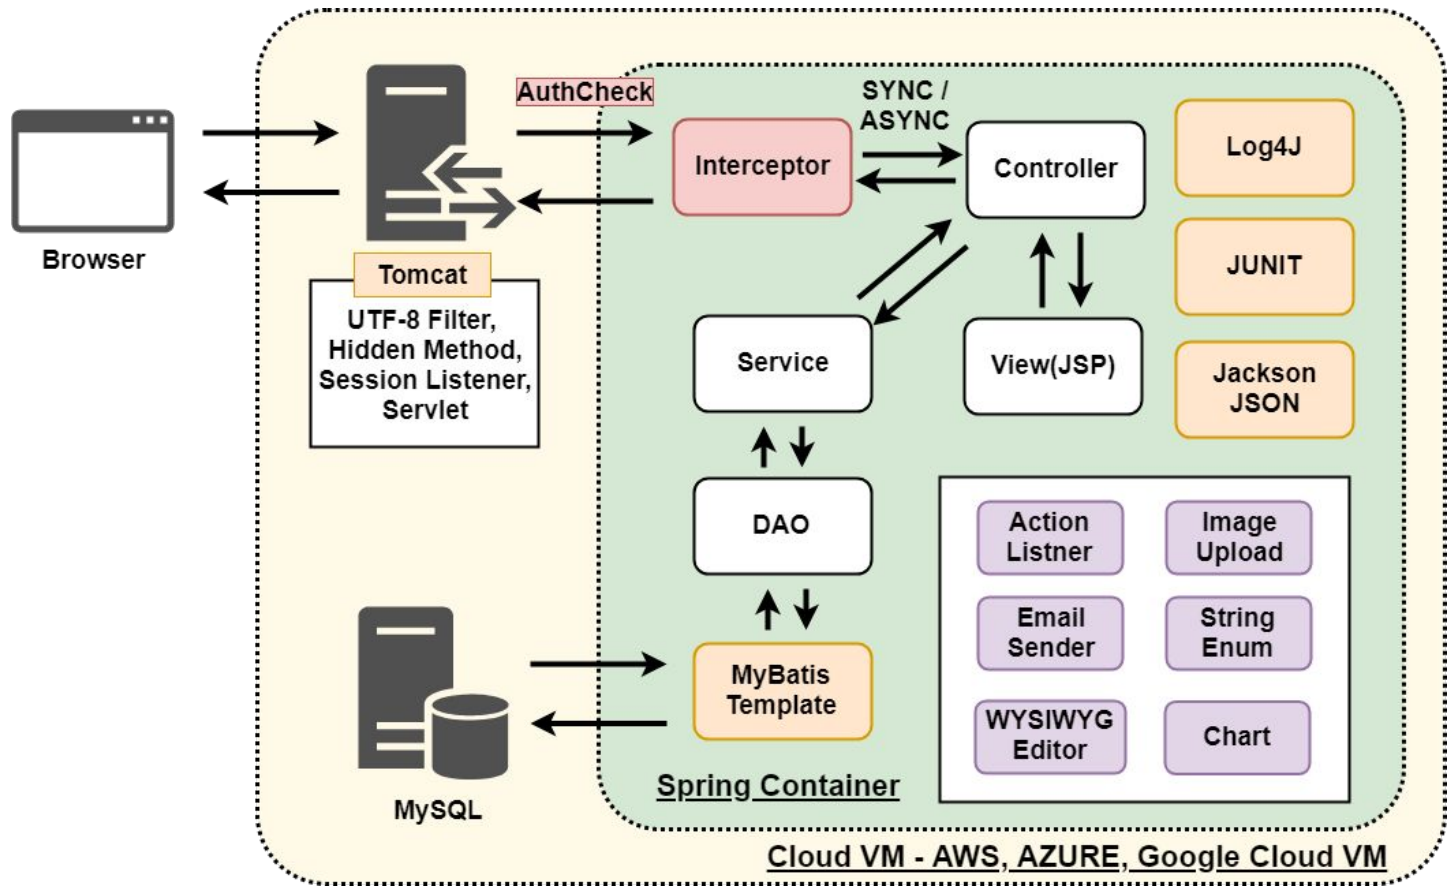 AuthCheck
SYNC /
ASYNC
Interceptor
Controller
Log4J
Browser
Tomcat
UTF-8 Filter,
Hidden Method,
Session Listener,
Servlet
JUNIT
Service
View(JSP)
Jackson
JSON
DAO
Action
Listner
Image
Upload
Email
Sender
String
Enum
MyBatis
Template
WYSIWYG
Editor
Chart
MySQL
Spring Container
Cloud VM - AWS, AZURE, Google Cloud VM